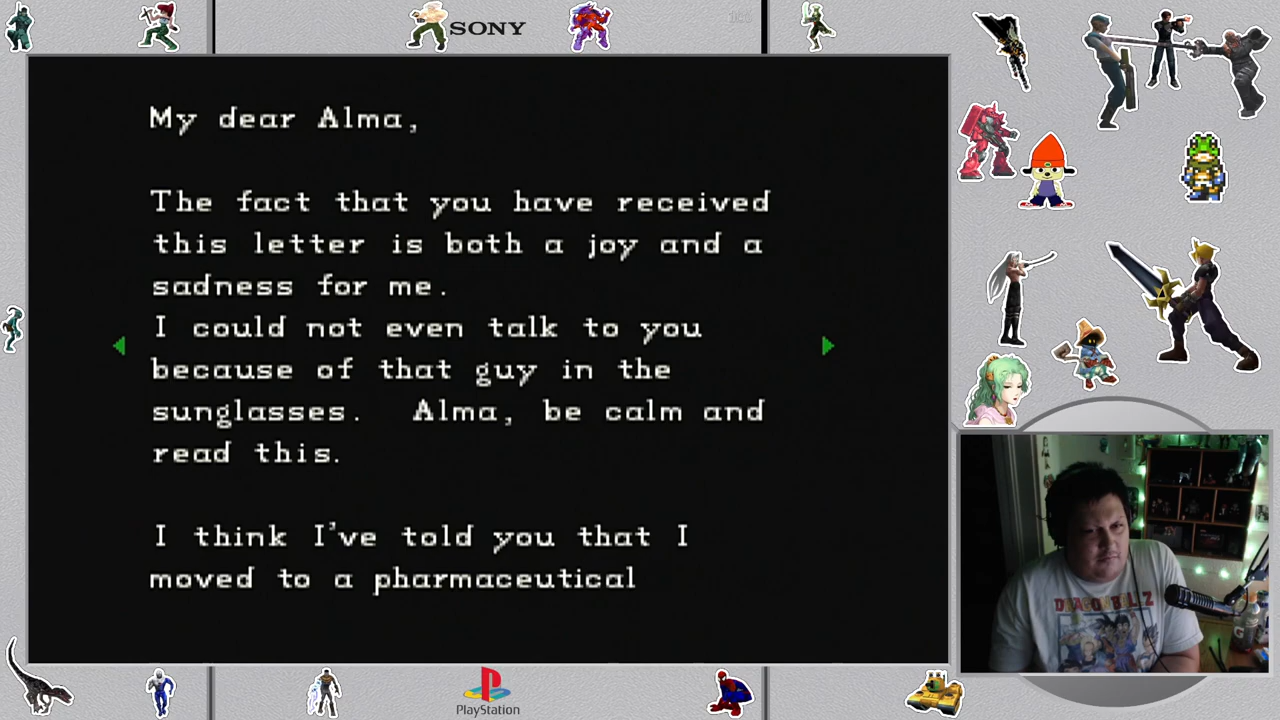 SONY
My dear Alma,
The fact that you have received
this letter is both a joy and a
sadness for me.
I could not even talk to you
because of that guy in the
sunglasses. Alma, be calm and
read this.
I think I've told you that I
moved to a pharmaceutical
PlayStation
DRAGON BALL Z